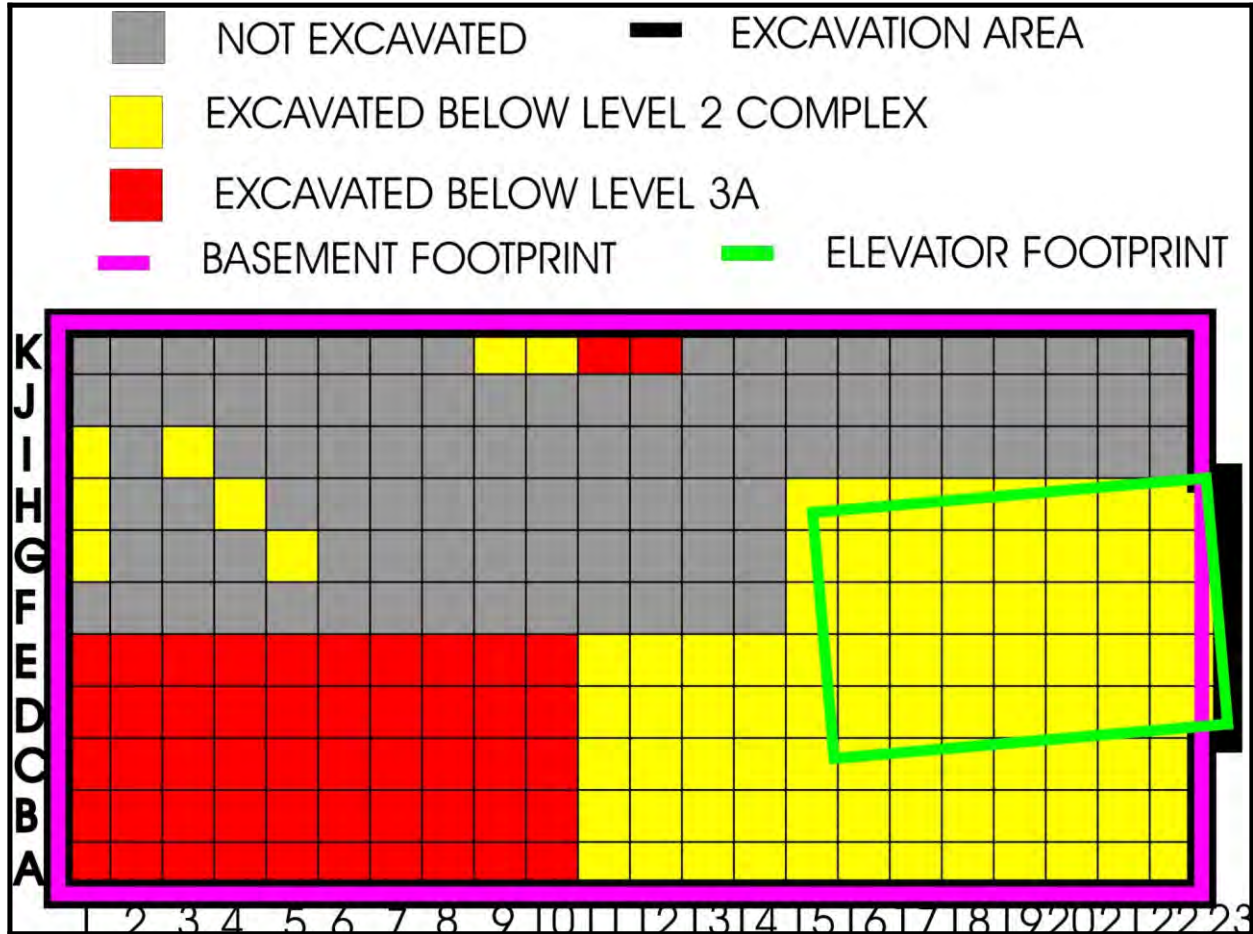 NOT EXCAVATED EXCAVATION AREA
EXCAVATED BELOW LEVEL 2 COMPLEX
EXCAVATED BELOW LEVEL 3A
BASEMENT FOOTPRINT ELEVATOR FOOTPRINT
K
J
I
H
G
F
E
D
C
B
A
1 2 3 4 5 6 7 8 9 10 11 12 13 14 15 16 17 18 19 20 21 22 23